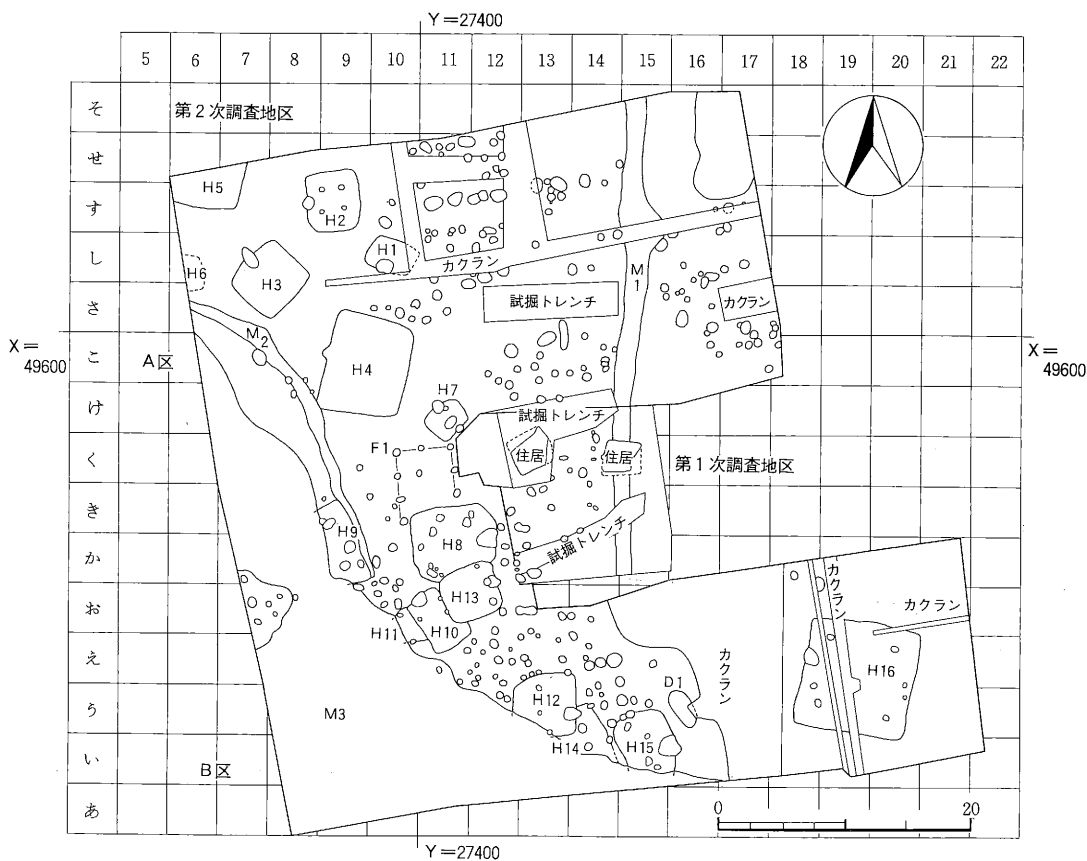 Y=27400
5 6 7 8 9 10 11 12 13 14 15 16 17 18 19 20 21 22
そ
せ
す
し
さ
こ
け
く
き
か
お
え
う
い
あ
第2次調査地区
H5
H2
H1
カクラン
H6
H3
M1
試掘トレンチ
カクラン
M2
X=
49600
A区
H4
X=
49600
H7
試掘トレンチ
F1
住居
住居
第1次調査地区
H9
H8
試掘トレンチ
カクラン
カクラン
H13
H11
H10
カクラン
D1
H16
H12
M3
H14
H15
B区
0 20
Y=27400